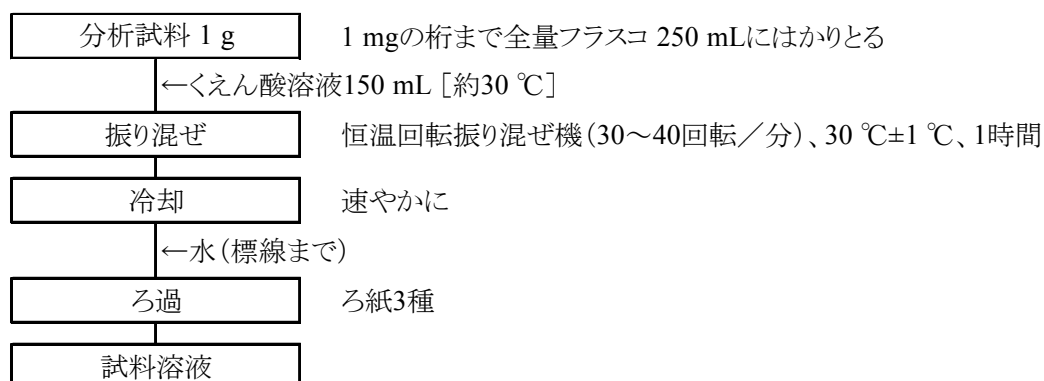 分析試料 1 g 1 mgの桁まで全量フラスコ 250 mLにはかりとる
←くえん酸溶液150 mL［約30 ℃］
振り混ぜ 恒温回転振り混ぜ機（30～40回転／分）、30 ℃±1 ℃、1時間
冷却 速やかに
←水（標線まで）
ろ過 ろ紙3種
試料溶液